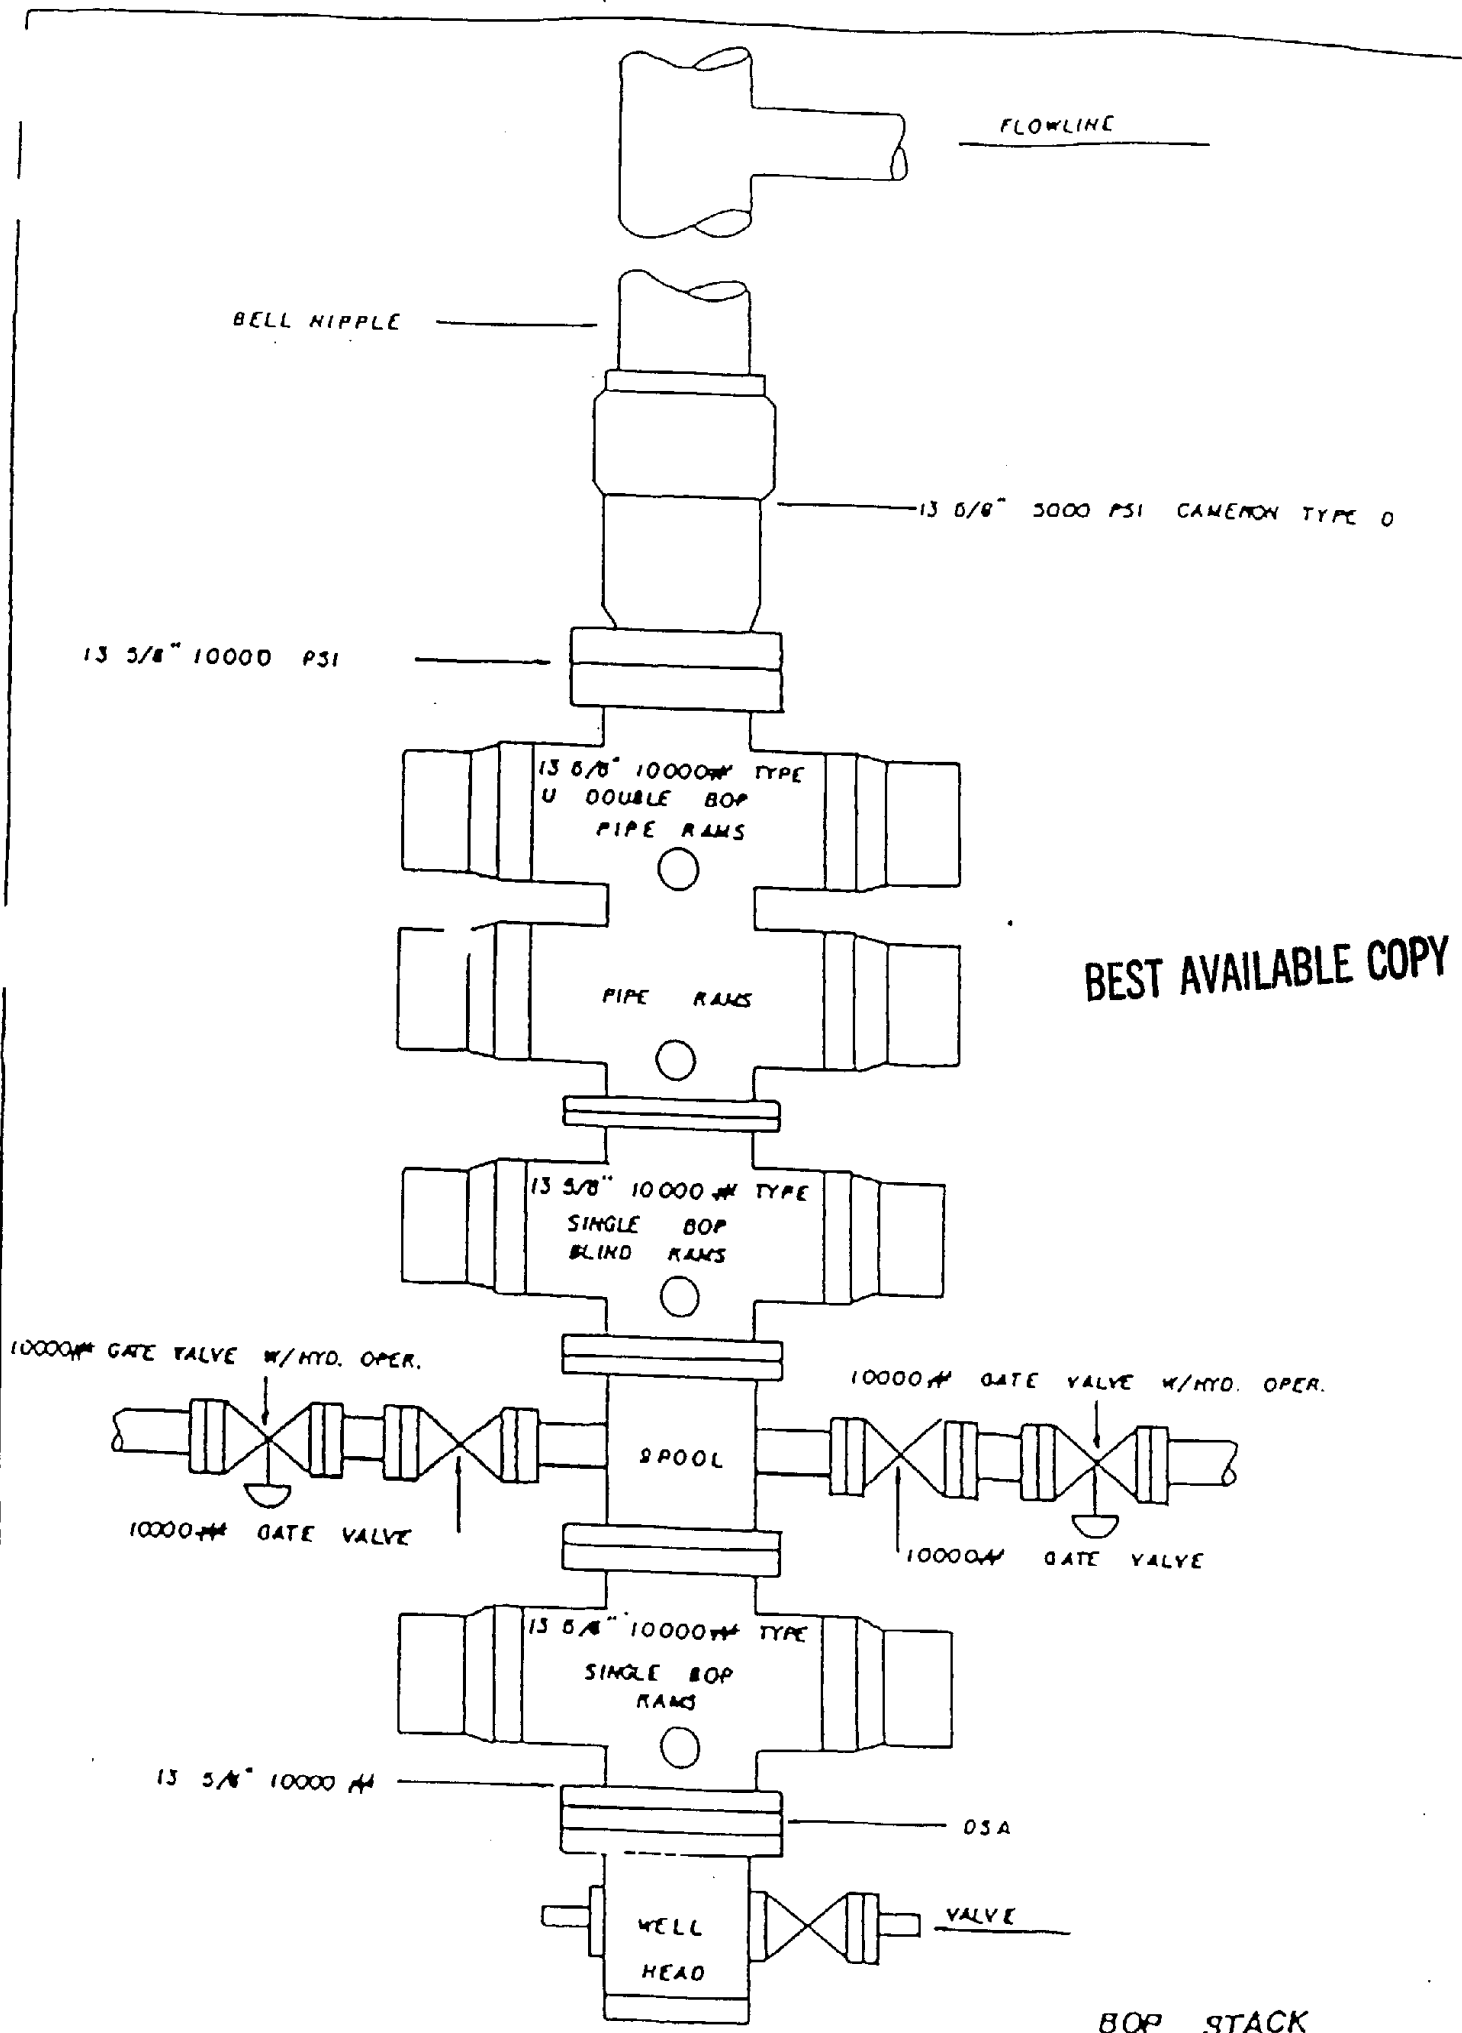 FLOWLINE
BELL NIPPLE
13 5/8" 5000 PSI CAMERON TYPE D
13 5/8" 10000 PSI
13 5/8" 10000# TYPE
U DOUBLE BOP
PIPE RAMS
BEST AVAILABLE COPY
PIPE RAMS
13 5/8" 10000# TYPE
SINGLE BOP
BLIND RAMS
10000# GATE VALVE W/HYD. OPER.
10000# GATE VALVE W/HYD. OPER.
SPOOL
10000# GATE VALVE
10000# GATE VALVE
13 5/8" 10000# TYPE
SINGLE BOP
RAMS
13 5/8" 10000#
DSA
WELL
HEAD
VALVE
BOP STACK